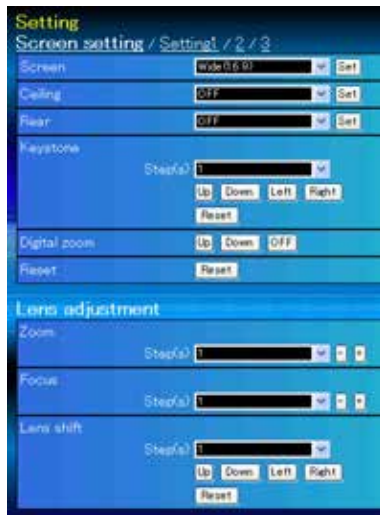 Setting
Screen setting / Setting1 / 2 / 3
Screen Wide(16:9) Set
Ceiling OFF Set
Rear OFF Set
Keystone
Step(s) 1
Up Down Left Right
Reset
Digital zoom Up Down OFF
Reset Reset
Lens adjustment
Zoom
Step(s) 1 - +
Focus
Step(s) 1 - +
Lens shift
Step(s) 1
Up Down Left Right
Reset